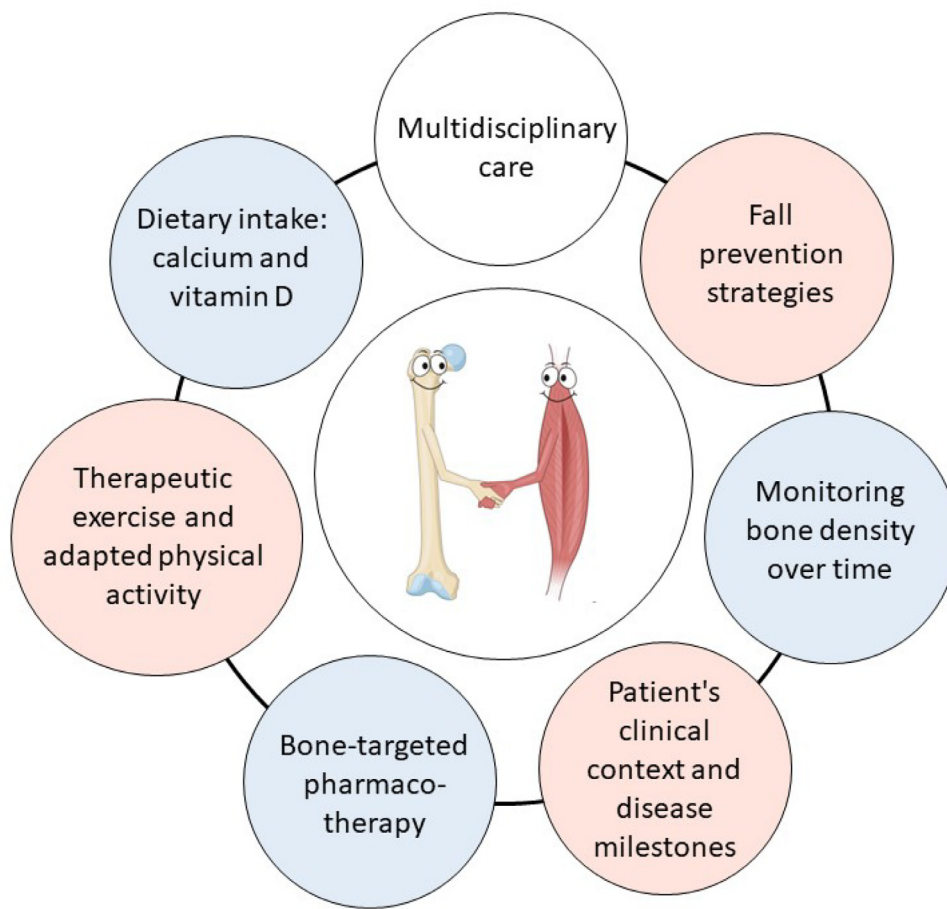 Multidisciplinary
care
Fall
prevention
strategies
Monitoring
bone density
over time
Patient's
clinical
context and
disease
milestones
Bone-targeted
pharmaco-
therapy
Therapeutic
exercise and
adapted physical
activity
Dietary intake:
calcium and
vitamin D